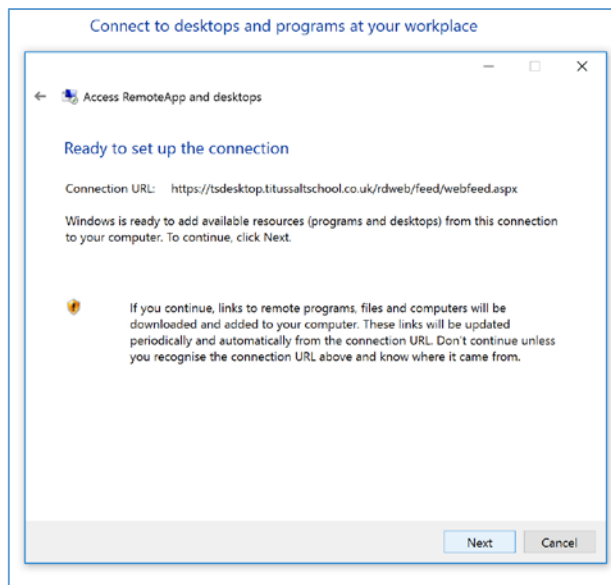 Connect to desktops and programs at your workplace
Access RemoteApp and desktops
Ready to set up the connection
Connection URL: https://tsdesktop.titussaltschool.co.uk/rdweb/feed/webfeed.aspx
Windows is ready to add available resources (programs and desktops) from this connection
to your computer. To continue, click Next.
If you continue, links to remote programs, files and computers will be
downloaded and added to your computer. These links will be updated
periodically and automatically from the connection URL. Don't continue unless
you recognise the connection URL above and know where it came from.
Next Cancel